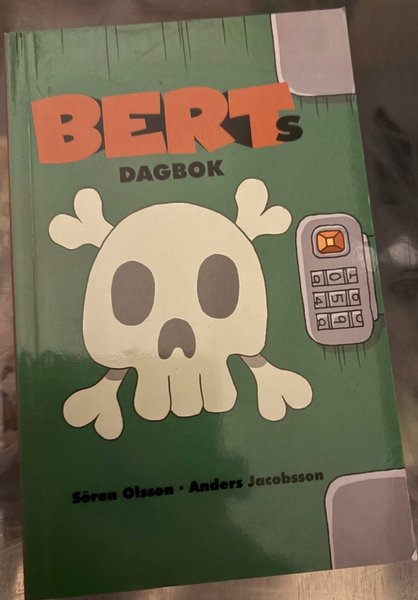 BERTs
DAGBOK
Sören Olsson · Anders Jacobsson